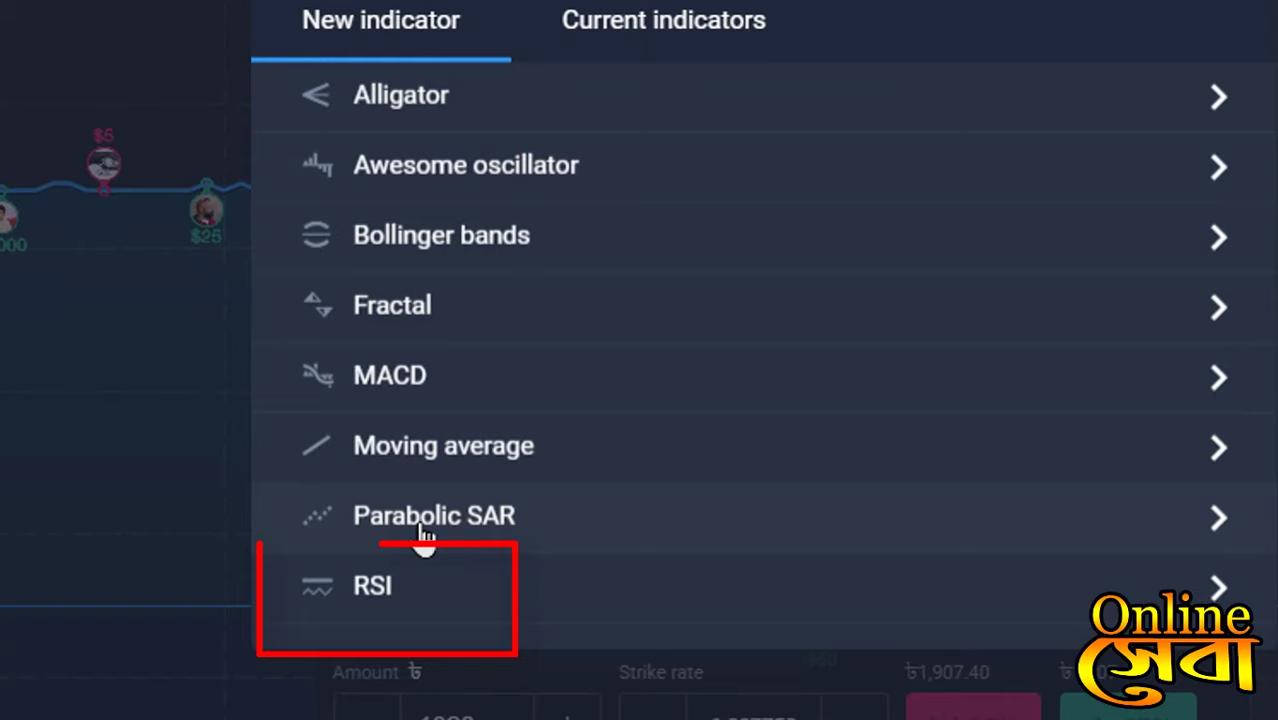 New indicator
Current indicators
Alligator
Awesome oscillator
Bollinger bands
Fractal
MACD
Moving average
Parabolic SAR
RSI
$5
$25
000
Amount ৳
Strike rate
৳1,907.40
Online
সেবা